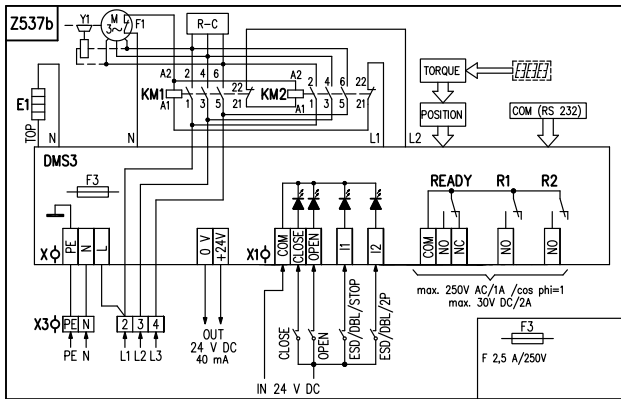 Z537b
Y1
M
3~
F1
R-C
A2
2 4 6
22
A2
2 4 6
22
KM1
KM2
A1
1 3 5
21
A1
1 3 5
21
E1
TOP
N
N
L1
L2
TORQUE
POSITION
COM (RS 232)
DMS3
F3
READY R1 R2
X
PE
N
L
0 V
+24V
X1
COM
CLOSE
OPEN
I1
I2
COM
NO
NC
NO
NO
max. 250V AC/1A /cos phi=1
max. 30V DC/2A
X3
PE N
2 3 4
PE N
L1 L2 L3
OUT
24 V DC
40 mA
CLOSE
OPEN
ESD/DBL/STOP
ESD/DBL/2P
IN 24 V DC
F3
F 2,5 A/250V